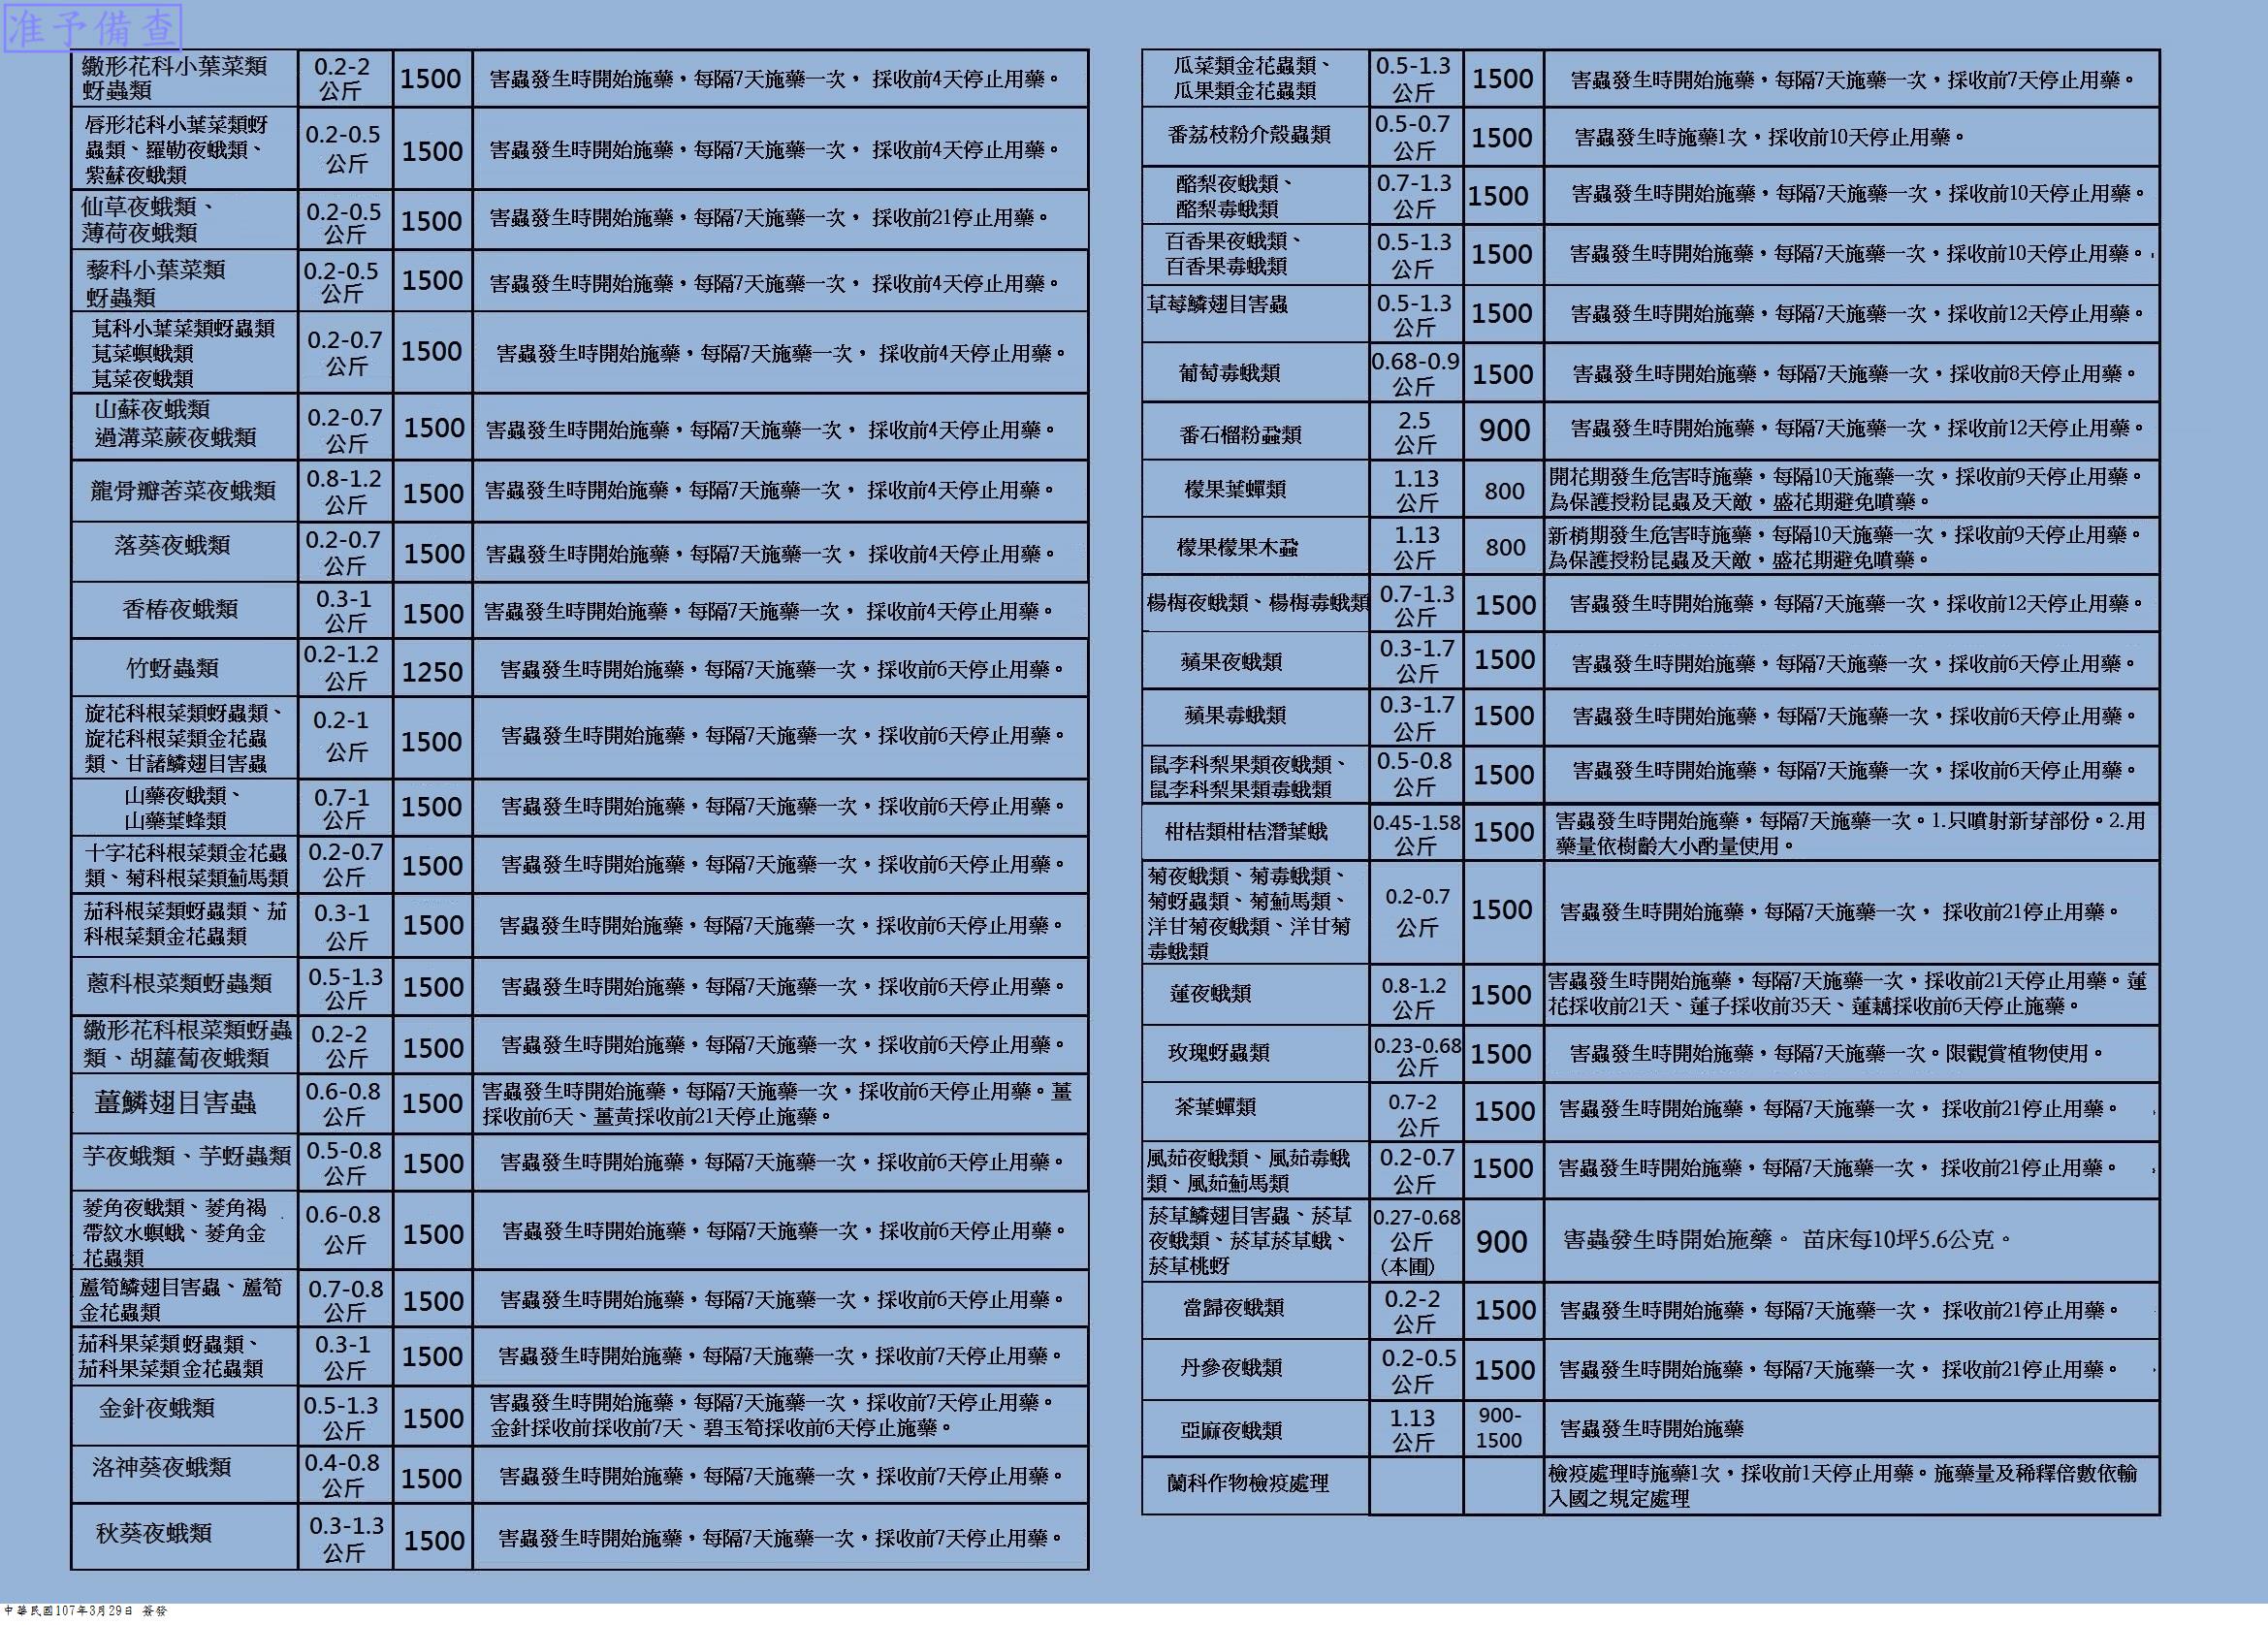 准予備查
繖形花科小葉菜類
蚜蟲類
0.2-2
公斤
1500
害蟲發生時開始施藥，每隔7天施藥一次， 採收前4天停止用藥。
唇形花科小葉菜類蚜
蟲類、羅勒夜蛾類、
紫蘇夜蛾類
0.2-0.5
公斤
1500
害蟲發生時開始施藥，每隔7天施藥一次， 採收前4天停止用藥。
仙草夜蛾類、
薄荷夜蛾類
0.2-0.5
公斤
1500
害蟲發生時開始施藥，每隔7天施藥一次， 採收前21停止用藥。
藜科小葉菜類
蚜蟲類
0.2-0.5
公斤
1500
害蟲發生時開始施藥，每隔7天施藥一次， 採收前4天停止用藥。
莧科小葉菜類蚜蟲類
莧菜螟蛾類
莧菜夜蛾類
0.2-0.7
公斤
1500
害蟲發生時開始施藥，每隔7天施藥一次， 採收前4天停止用藥。
山蘇夜蛾類
過溝菜蕨夜蛾類
0.2-0.7
公斤
1500
害蟲發生時開始施藥，每隔7天施藥一次， 採收前4天停止用藥。
龍骨瓣莕菜夜蛾類
0.8-1.2
公斤
1500
害蟲發生時開始施藥，每隔7天施藥一次， 採收前4天停止用藥。
落葵夜蛾類
0.2-0.7
公斤
1500
害蟲發生時開始施藥，每隔7天施藥一次， 採收前4天停止用藥。
香椿夜蛾類
0.3-1
公斤
1500
害蟲發生時開始施藥，每隔7天施藥一次， 採收前4天停止用藥。
竹蚜蟲類
0.2-1.2
公斤
1250
害蟲發生時開始施藥，每隔7天施藥一次，採收前6天停止用藥。
旋花科根菜類蚜蟲類、
旋花科根菜類金花蟲
類、甘藷鱗翅目害蟲
0.2-1
公斤
1500
害蟲發生時開始施藥，每隔7天施藥一次，採收前6天停止用藥。
山藥夜蛾類、
山藥葉蜂類
0.7-1
公斤
1500
害蟲發生時開始施藥，每隔7天施藥一次，採收前6天停止用藥。
十字花科根菜類金花蟲
類、菊科根菜類薊馬類
0.2-0.7
公斤
1500
害蟲發生時開始施藥，每隔7天施藥一次，採收前6天停止用藥。
茄科根菜類蚜蟲類、茄
科根菜類金花蟲類
0.3-1
公斤
1500
害蟲發生時開始施藥，每隔7天施藥一次，採收前6天停止用藥。
蔥科根菜類蚜蟲類
0.5-1.3
公斤
1500
害蟲發生時開始施藥，每隔7天施藥一次，採收前6天停止用藥。
繖形花科根菜類蚜蟲
類、胡蘿蔔夜蛾類
0.2-2
公斤
1500
害蟲發生時開始施藥，每隔7天施藥一次，採收前6天停止用藥。
薑鱗翅目害蟲
0.6-0.8
公斤
1500
害蟲發生時開始施藥，每隔7天施藥一次，採收前6天停止用藥。薑
採收前6天、薑黃採收前21天停止施藥。
芋夜蛾類、芋蚜蟲類
0.5-0.8
公斤
1500
害蟲發生時開始施藥，每隔7天施藥一次，採收前6天停止用藥。
菱角夜蛾類、菱角褐
帶紋水螟蛾、菱角金
花蟲類
0.6-0.8
公斤
1500
害蟲發生時開始施藥，每隔7天施藥一次，採收前6天停止用藥。
蘆筍鱗翅目害蟲、蘆筍
金花蟲類
0.7-0.8
公斤
1500
害蟲發生時開始施藥，每隔7天施藥一次，採收前6天停止用藥。
茄科果菜類蚜蟲類、
茄科果菜類金花蟲類
0.3-1
公斤
1500
害蟲發生時開始施藥，每隔7天施藥一次，採收前7天停止用藥。
金針夜蛾類
0.5-1.3
公斤
1500
害蟲發生時開始施藥，每隔7天施藥一次，採收前7天停止用藥。
金針採收前採收前7天、碧玉筍採收前6天停止施藥。
洛神葵夜蛾類
0.4-0.8
公斤
1500
害蟲發生時開始施藥，每隔7天施藥一次，採收前7天停止用藥。
秋葵夜蛾類
0.3-1.3
公斤
1500
害蟲發生時開始施藥，每隔7天施藥一次，採收前7天停止用藥。
瓜菜類金花蟲類、
瓜果類金花蟲類
0.5-1.3
公斤
1500
害蟲發生時開始施藥，每隔7天施藥一次，採收前7天停止用藥。
番荔枝粉介殼蟲類
0.5-0.7
公斤
1500
害蟲發生時施藥1次，採收前10天停止用藥。
酪梨夜蛾類、
酪梨毒蛾類
0.7-1.3
公斤
1500
害蟲發生時開始施藥，每隔7天施藥一次，採收前10天停止用藥。
百香果夜蛾類、
百香果毒蛾類
0.5-1.3
公斤
1500
害蟲發生時開始施藥，每隔7天施藥一次，採收前10天停止用藥。
草莓鱗翅目害蟲
0.5-1.3
公斤
1500
害蟲發生時開始施藥，每隔7天施藥一次，採收前12天停止用藥。
葡萄毒蛾類
0.68-0.9
公斤
1500
害蟲發生時開始施藥，每隔7天施藥一次，採收前8天停止用藥。
番石榴粉蝨類
2.5
公斤
900
害蟲發生時開始施藥，每隔7天施藥一次，採收前12天停止用藥。
檬果葉蟬類
1.13
公斤
800
開花期發生危害時施藥，每隔10天施藥一次，採收前9天停止用藥。
為保護授粉昆蟲及天敵，盛花期避免噴藥。
檬果檬果木蝨
1.13
公斤
800
新梢期發生危害時施藥，每隔10天施藥一次，採收前9天停止用藥。
為保護授粉昆蟲及天敵，盛花期避免噴藥。
楊梅夜蛾類、楊梅毒蛾類
0.7-1.3
公斤
1500
害蟲發生時開始施藥，每隔7天施藥一次，採收前12天停止用藥。
蘋果夜蛾類
0.3-1.7
公斤
1500
害蟲發生時開始施藥，每隔7天施藥一次，採收前6天停止用藥。
蘋果毒蛾類
0.3-1.7
公斤
1500
害蟲發生時開始施藥，每隔7天施藥一次，採收前6天停止用藥。
鼠李科梨果類夜蛾類、
鼠李科梨果類毒蛾類
0.5-0.8
公斤
1500
害蟲發生時開始施藥，每隔7天施藥一次，採收前6天停止用藥。
柑桔類柑桔潛葉蛾
0.45-1.58
公斤
1500
害蟲發生時開始施藥，每隔7天施藥一次。1.只噴射新芽部份。2.用
藥量依樹齡大小酌量使用。
菊夜蛾類、菊毒蛾類、
菊蚜蟲類、菊薊馬類、
洋甘菊夜蛾類、洋甘菊
毒蛾類
0.2-0.7
公斤
1500
害蟲發生時開始施藥，每隔7天施藥一次， 採收前21停止用藥。
蓮夜蛾類
0.8-1.2
公斤
1500
害蟲發生時開始施藥，每隔7天施藥一次，採收前21天停止用藥。蓮
花採收前21天、蓮子採收前35天、蓮藕採收前6天停止施藥。
玫瑰蚜蟲類
0.23-0.68
公斤
1500
害蟲發生時開始施藥，每隔7天施藥一次。限觀賞植物使用。
茶葉蟬類
0.7-2
公斤
1500
害蟲發生時開始施藥，每隔7天施藥一次， 採收前21停止用藥。
風茹夜蛾類、風茹毒蛾
類、風茹薊馬類
0.2-0.7
公斤
1500
害蟲發生時開始施藥，每隔7天施藥一次， 採收前21停止用藥。
菸草鱗翅目害蟲、菸草
夜蛾類、菸草菸草蛾、
菸草桃蚜
0.27-0.68
公斤
(本圃)
900
害蟲發生時開始施藥。 苗床每10坪5.6公克。
當歸夜蛾類
0.2-2
公斤
1500
害蟲發生時開始施藥，每隔7天施藥一次， 採收前21停止用藥。
丹參夜蛾類
0.2-0.5
公斤
1500
害蟲發生時開始施藥，每隔7天施藥一次， 採收前21停止用藥。
亞麻夜蛾類
1.13
公斤
900-
1500
害蟲發生時開始施藥
蘭科作物檢疫處理
檢疫處理時施藥1次，採收前1天停止用藥。施藥量及稀釋倍數依輸
入國之規定處理
中華民國107年3月29日 簽發